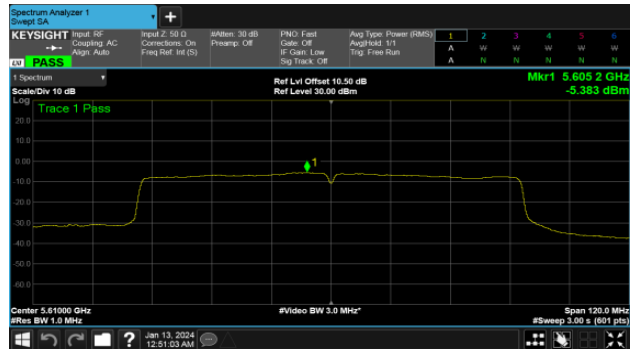 Spectrum Analyzer 1
Swept SA
+
KEYSIGHT Input: RF Input Z: 50 Ω #Atten: 30 dB PNO: Fast Avg Type: Power (RMS) 1 2 3 4 5 6
Coupling: AC Corrections: On Preamp: Off Gate: Off Avg|Hold: 1/1 A W W W W W
Align: Auto Freq Ref: Int (S) IF Gain: Low Trig: Free Run
LXI PASS Sig Track: Off A N N N N N
1 Spectrum Ref Lvl Offset 10.50 dB Mkr1 5.605 2 GHz
Scale/Div 10 dB Ref Level 30.00 dBm -5.383 dBm
Log Trace 1 Pass
20.0
10.0
0.00 1
-10.0
-20.0
-30.0
-40.0
-50.0
-60.0
Center 5.61000 GHz #Video BW 3.0 MHz* Span 120.0 MHz
#Res BW 1.0 MHz #Sweep 3.00 s (601 pts)
? Jan 13, 2024
12:51:03 AM